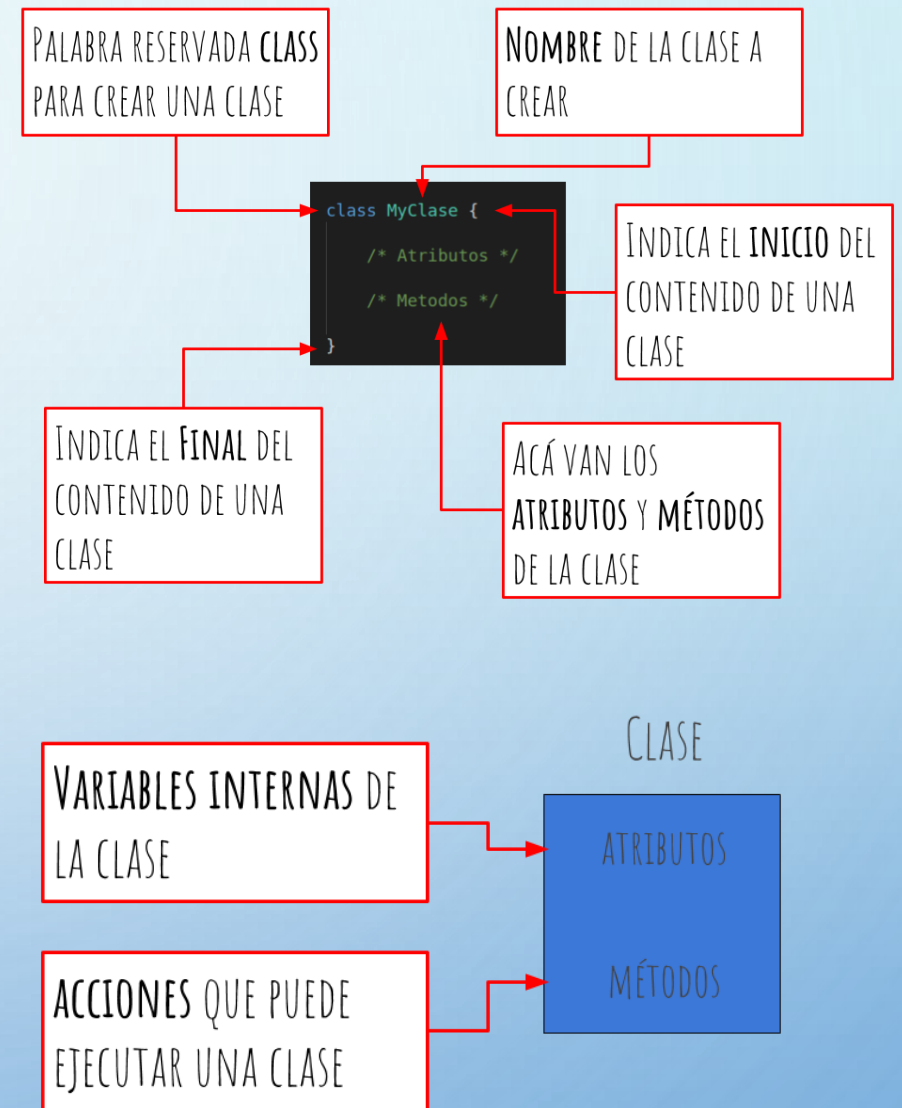 Palabra reservada class
para crear una clase
Nombre de la clase a
crear
class MyClase {
/* Atributos */
/* Metodos */
}
Indica el inicio del
contenido de una
clase
Indica el Final del
contenido de una
clase
Acá van los
atributos y métodos
de la clase
Clase
Variables internas de
la clase
atributos
métodos
acciones que puede
ejecutar una clase